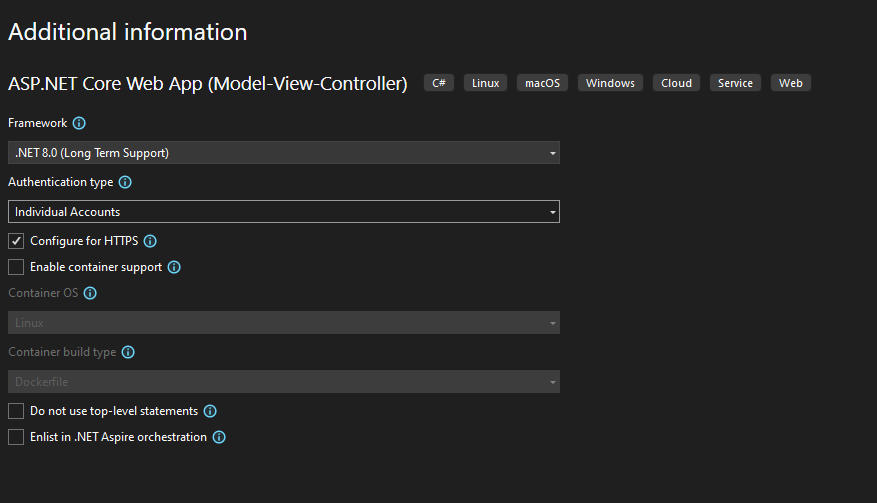 Additional information
ASP.NET Core Web App (Model-View-Controller) C# Linux macOS Windows Cloud Service Web
Framework
.NET 8.0 (Long Term Support)
Authentication type
Individual Accounts
Configure for HTTPS
Enable container support
Container OS
Linux
Container build type
Dockerfile
Do not use top-level statements
Enlist in .NET Aspire orchestration